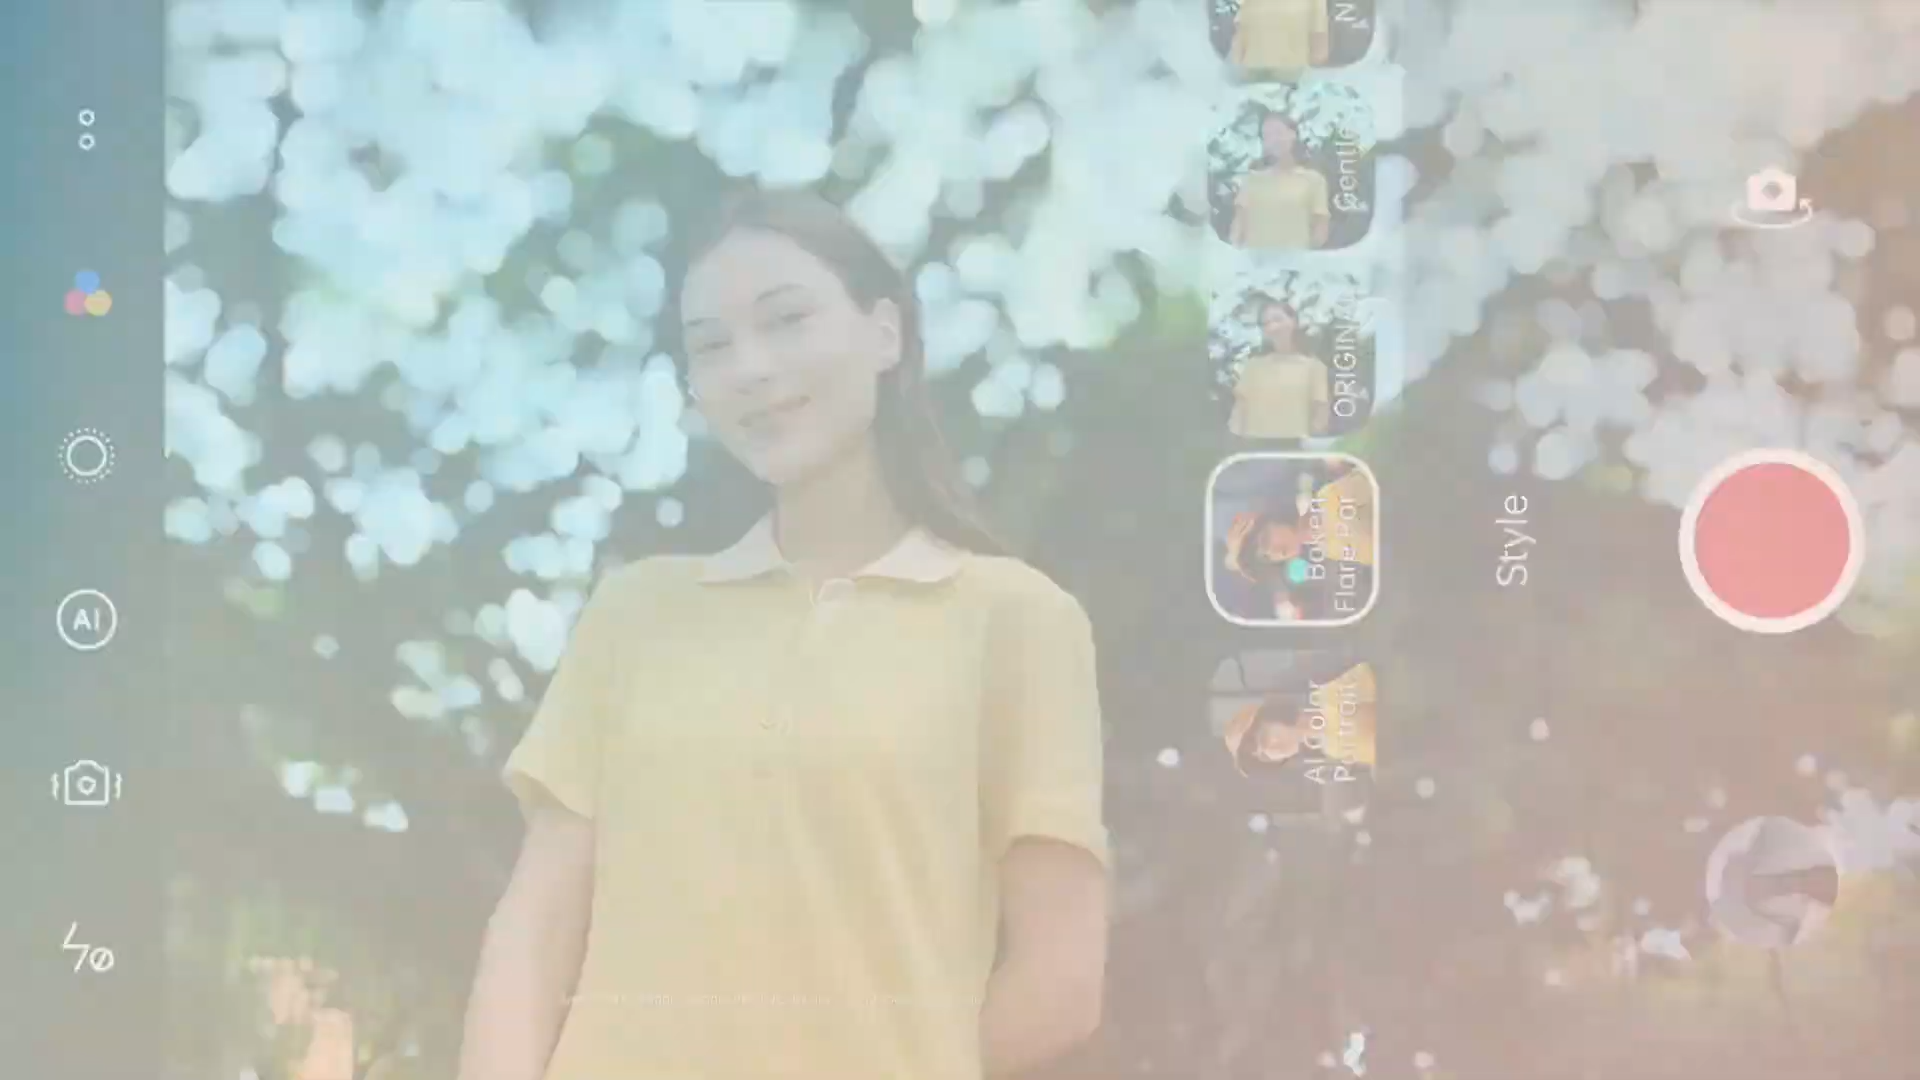 AI
N
Gentle
ORIGINAL
Bokeh
Flare Por
AI Color
Portrait
Style